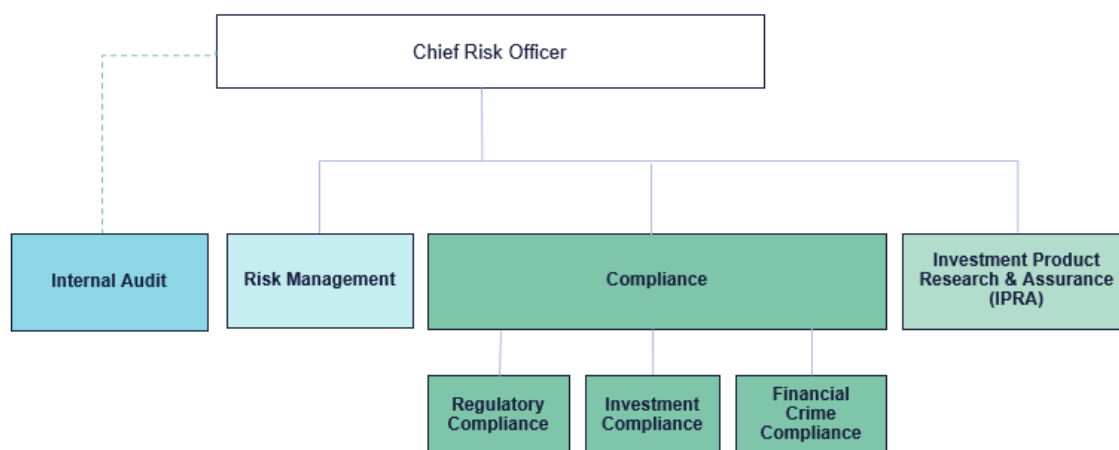 Chief Risk Officer
Internal Audit
Risk Management
Compliance
Investment Product
Research & Assurance
(IPRA)
Regulatory
Compliance
Investment
Compliance
Financial
Crime
Compliance